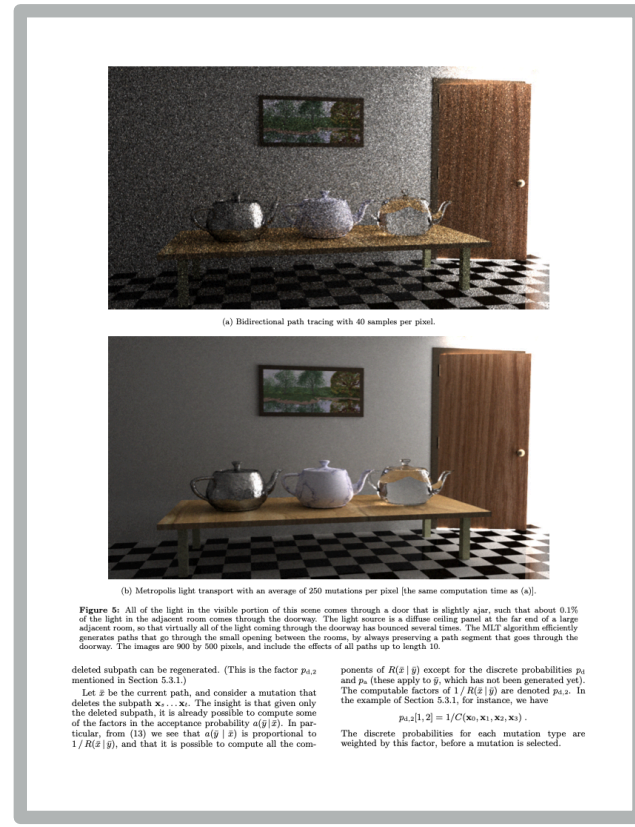 (a) Bidirectional path tracing with 40 samples per pixel.
(b) Metropolis light transport with an average of 250 mutations per pixel [the same computation time as (a)].
Figure 5: All of the light in the visible portion of this scene comes through a door that is slightly ajar, such that about 0.1%
of the light in the adjacent room comes through the doorway. The light source is a diffuse ceiling panel at the far end of a large
adjacent room, so that virtually all of the light coming through the doorway has bounced several times. The MLT algorithm efficiently
generates paths that go through the small opening between the rooms, by always preserving a path segment that goes through the
doorway. The images are 900 by 500 pixels, and include the effects of all paths up to length 10.
deleted subpath can be regenerated. (This is the factor p_{d,2}
mentioned in Section 5.3.1.)
Let x̄ be the current path, and consider a mutation that
deletes the subpath x_s . . . x_t. The insight is that given only
the deleted subpath, it is already possible to compute some
of the factors in the acceptance probability a(ȳ | x̄). In par-
ticular, from (13) we see that a(ȳ | x̄) is proportional to
1 / R(x̄ | ȳ), and that it is possible to compute all the com-
ponents of R(x̄ | ȳ) except for the discrete probabilities p_d
and p_a (these apply to ȳ, which has not been generated yet).
The computable factors of 1 / R(x̄ | ȳ) are denoted p_{d,2}. In
the example of Section 5.3.1, for instance, we have
p_{d,2}[1, 2] = 1/C(x_0, x_1, x_2, x_3) .
The discrete probabilities for each mutation type are
weighted by this factor, before a mutation is selected.